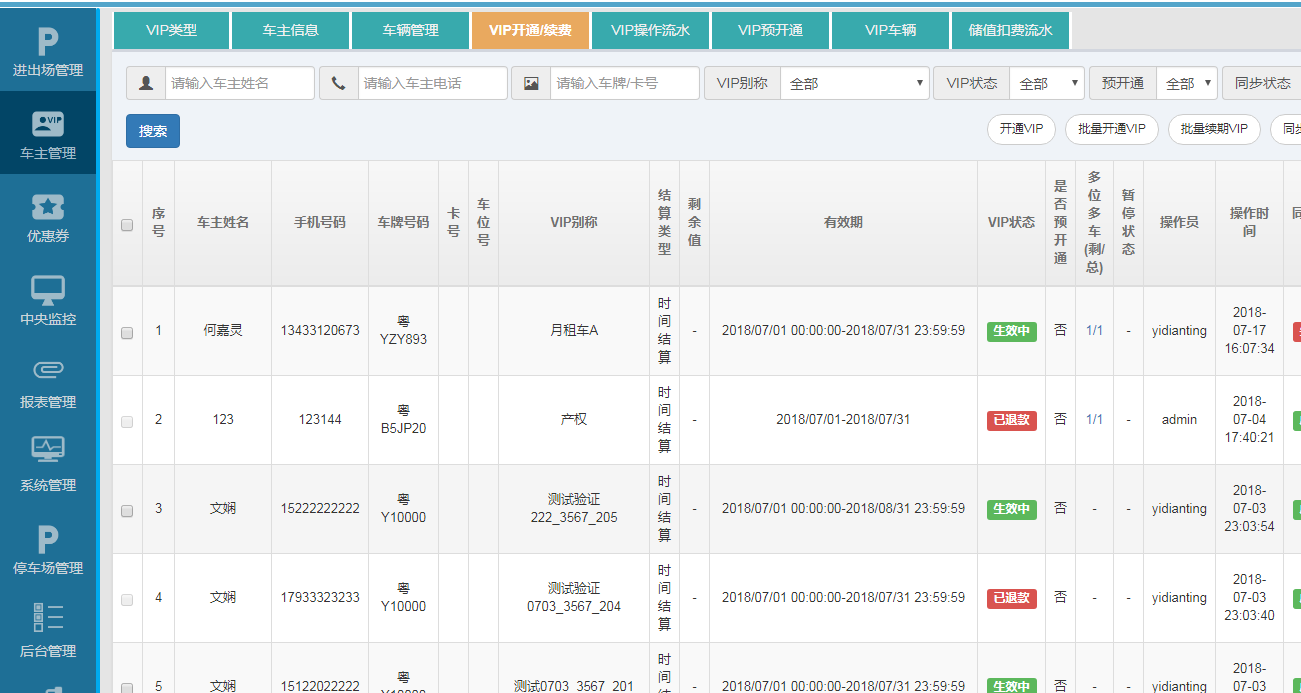 VIP类型 车主信息 车辆管理 VIP开通/续费 VIP操作流水 VIP预开通 VIP车辆 储值扣费流水
进出场管理
车主管理
优惠券
中央监控
报表管理
系统管理
停车场管理
后台管理
请输入车主姓名 请输入车主电话 请输入车牌/卡号 VIP别称 全部 VIP状态 全部 预开通 全部 同步状态
搜索 开通VIP 批量开通VIP 批量续期VIP 同步
序号 车主姓名 手机号码 车牌号码 卡号 车位号 VIP别称 结算类型 剩余值 有效期 VIP状态 是否预开通 多位多车(剩/总) 暂停状态 操作员 操作时间 同
1 何嘉灵 13433120673 粤YZY893 月租车A 时间结算 - 2018/07/01 00:00:00-2018/07/31 23:59:59 生效中 否 1/1 - yidianting 2018-07-17 16:07:34
2 123 123144 粤B5JP20 产权 时间结算 - 2018/07/01-2018/07/31 已退款 否 1/1 - admin 2018-07-04 17:40:21
3 文娴 15222222222 粤Y10000 测试验证222_3567_205 时间结算 - 2018/07/01 00:00:00-2018/08/31 23:59:59 生效中 否 - - yidianting 2018-07-03 23:03:54
4 文娴 17933323233 粤Y10000 测试验证0703_3567_204 时间结算 - 2018/07/01 00:00:00-2018/07/31 23:59:59 已退款 否 - - yidianting 2018-07-03 23:03:40
5 文娴 15122022222 粤Y10000 测试0703_3567_201 时间结 - 2018/07/01 00:00:00-2018/07/31 23:59:59 生效中 否 - - yidianting 2018-07-03